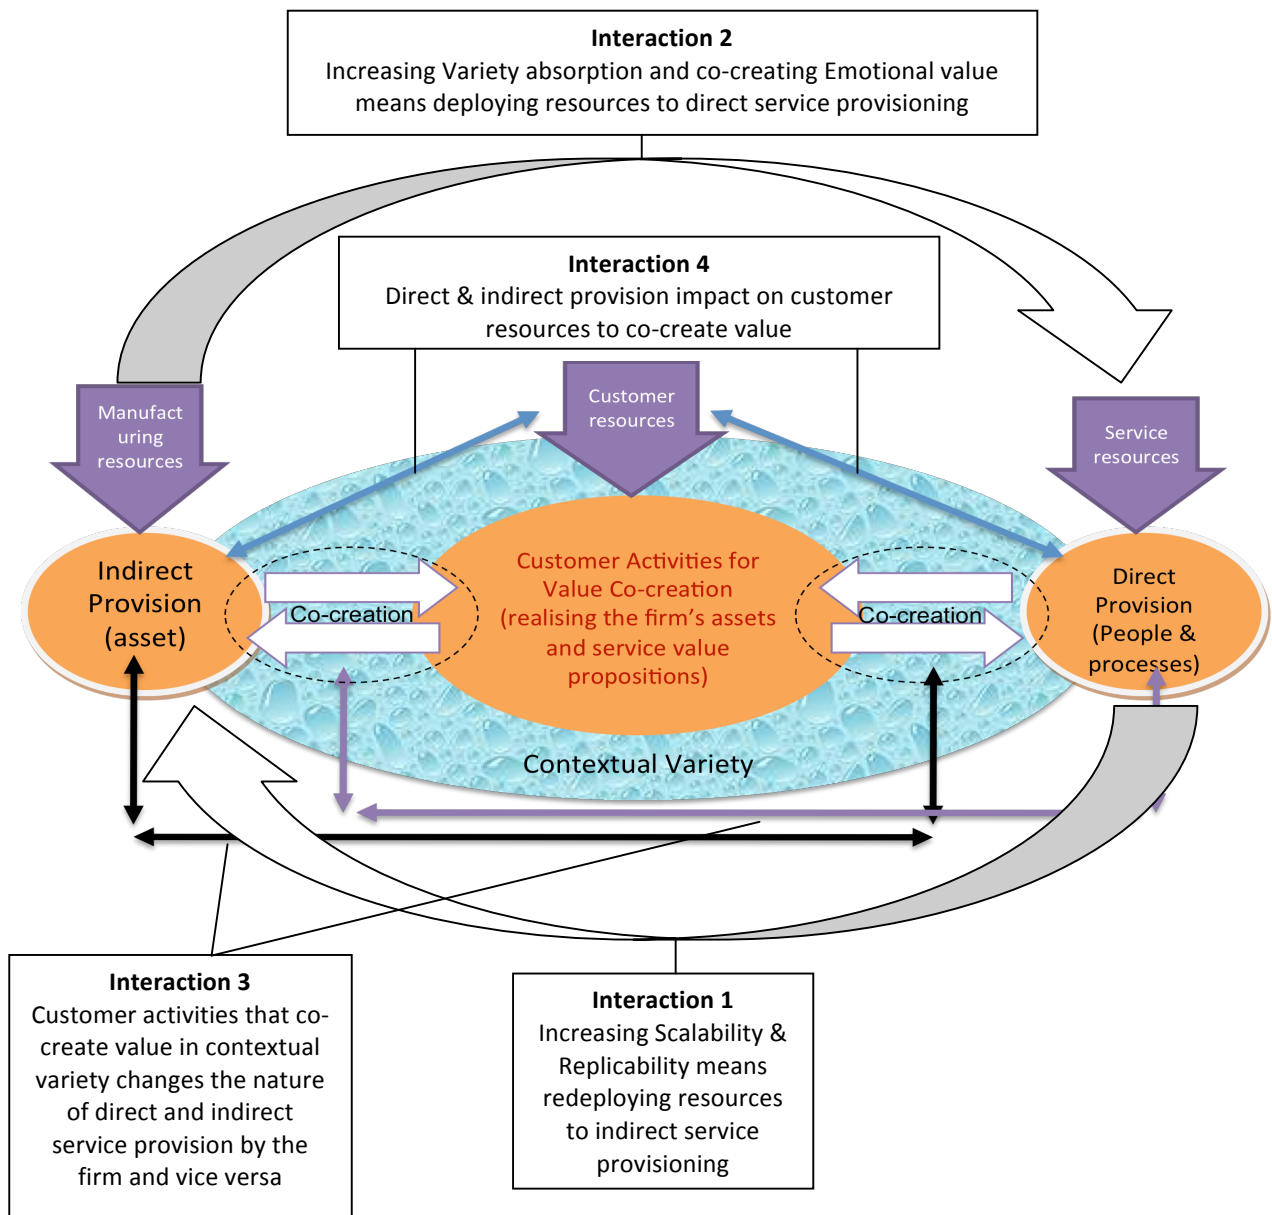 Interaction 2
Increasing Variety absorption and co-creating Emotional value
means deploying resources to direct service provisioning
Interaction 4
Direct & indirect provision impact on customer
resources to co-create value
Manufact
uring
resources
Customer
resources
Service
resources
Indirect
Provision
(asset)
Co-creation
Customer Activities for
Value Co-creation
(realising the firm's assets
and service value
propositions)
Co-creation
Direct
Provision
(People &
processes)
Contextual Variety
Interaction 3
Customer activities that co-
create value in contextual
variety changes the nature
of direct and indirect
service provision by the
firm and vice versa
Interaction 1
Increasing Scalability &
Replicability means
redeploying resources
to indirect service
provisioning